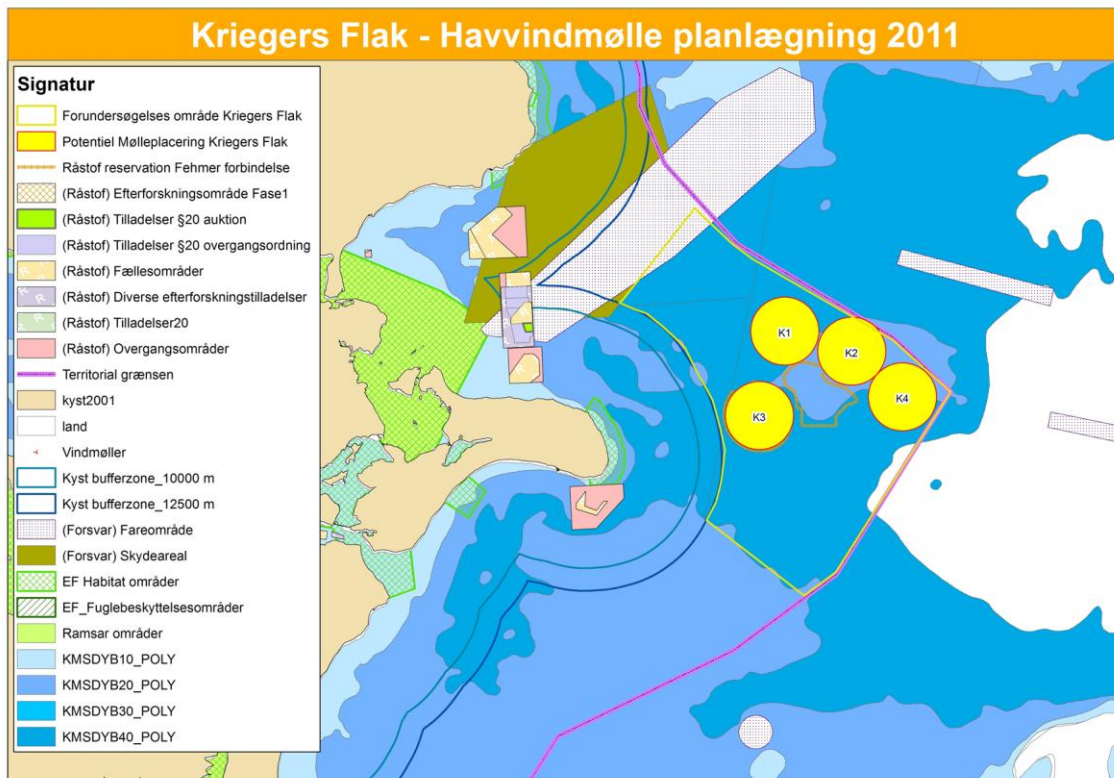 Kriegers Flak - Havvindmølle planlægning 2011
Signatur
Forundersøgelses område Kriegers Flak
Potentiel Mølleplacering Kriegers Flak
Råstof reservation Fehmer forbindelse
(Råstof) Efterforskningsområde Fase1
(Råstof) Tilladelser §20 auktion
(Råstof) Tilladelser §20 overgangsordning
(Råstof) Fællesområder
(Råstof) Diverse efterforskningstilladelser
(Råstof) Tilladelser20
(Råstof) Overgangsområder
Territorial grænsen
kyst2001
land
Vindmøller
Kyst bufferzone_10000 m
Kyst bufferzone_12500 m
(Forsvar) Fareområde
(Forsvar) Skydeareal
EF Habitat områder
EF_Fuglebeskyttelsesområder
Ramsar områder
KMSDYB10_POLY
KMSDYB20_POLY
KMSDYB30_POLY
KMSDYB40_POLY
K1
K2
K4
K3